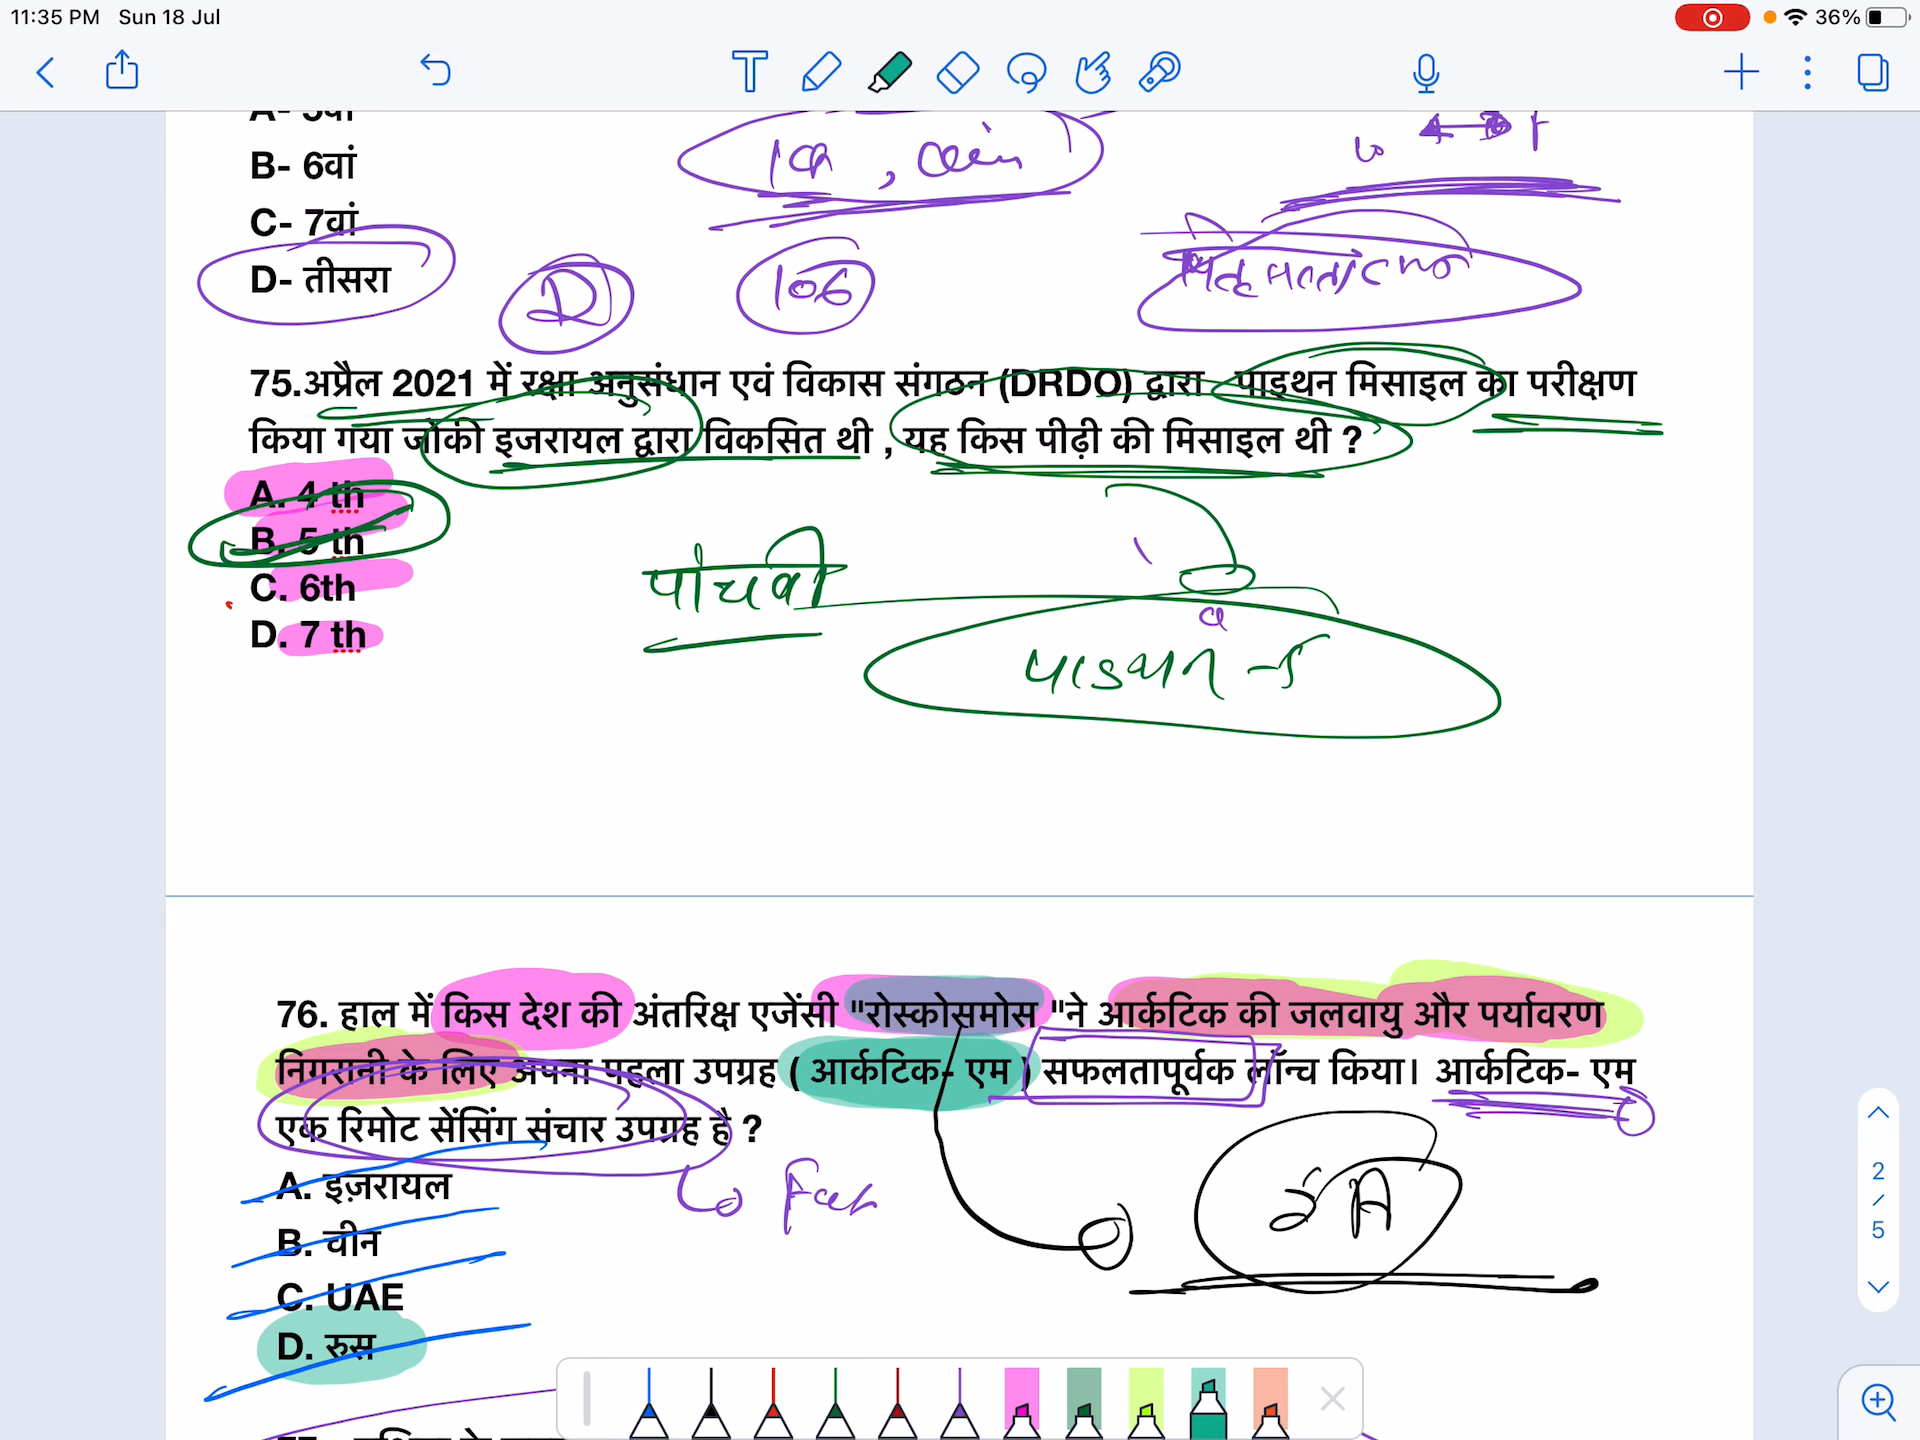 11:35 PM Sun 18 Jul
36%
B- 6वां
C- 7वां
D- तीसरा
D
106
75.अप्रैल 2021 में रक्षा अनुसंधान एवं विकास संगठन (DRDO) द्वारा पाइथन मिसाइल का परीक्षण
किया गया जोकी इजरायल द्वारा विकसित थी , यह किस पीढ़ी की मिसाइल थी ?
A. 4 th
B. 5 th
C. 6th
D. 7 th
पांचवी
पाइथान -5
76. हाल में किस देश की अंतरिक्ष एजेंसी "रोस्कोसमोस "ने आर्कटिक की जलवायु और पर्यावरण
निगरानी के लिए अपना पहला उपग्रह ( आर्कटिक- एम ) सफलतापूर्वक लॉन्च किया। आर्कटिक- एम
एक रिमोट सेंसिंग संचार उपग्रह है ?
A. इज़रायल
B. चीन
C. UAE
D. रुस
2
/
5